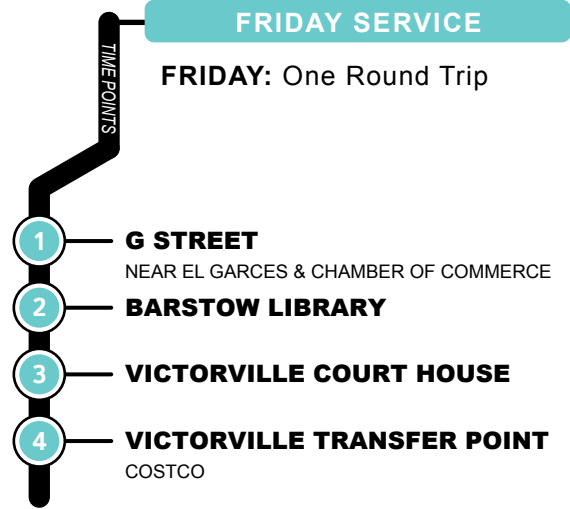 FRIDAY SERVICE
FRIDAY: One Round Trip
TIME POINTS
1
G STREET
NEAR EL GARCES & CHAMBER OF COMMERCE
2
BARSTOW LIBRARY
3
VICTORVILLE COURT HOUSE
4
VICTORVILLE TRANSFER POINT
COSTCO